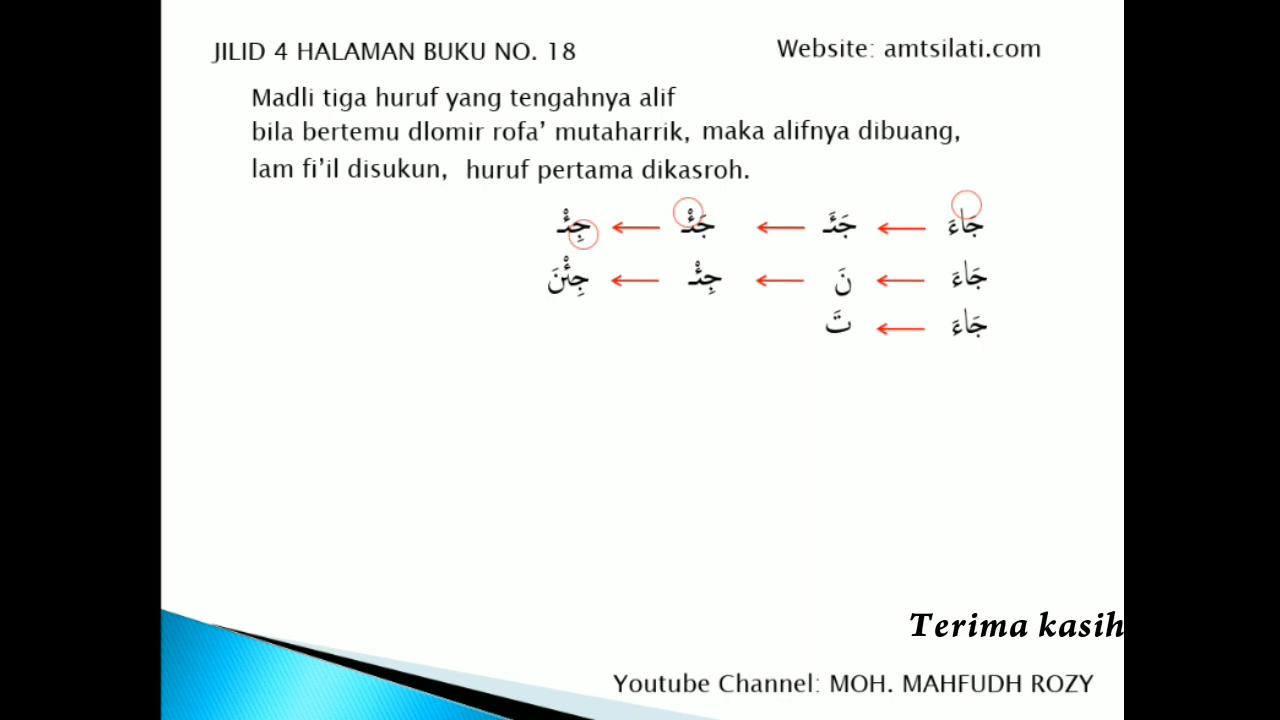 JILID 4 HALAMAN BUKU NO. 18
Website: amtsilati.com
Madli tiga huruf yang tengahnya alif
bila bertemu dlomir rofa’ mutaharrik, maka alifnya dibuang,
lam fi’il disukun, huruf pertama dikasroh.
جَاءَ ← جَئَـ ← جَئْـ ← جِئْـ
جَاءَ ← نَ ← جِئْـ ← جِئْنَ
جَاءَ ← تَ
Terima kasih
Youtube Channel: MOH. MAHFUDH ROZY